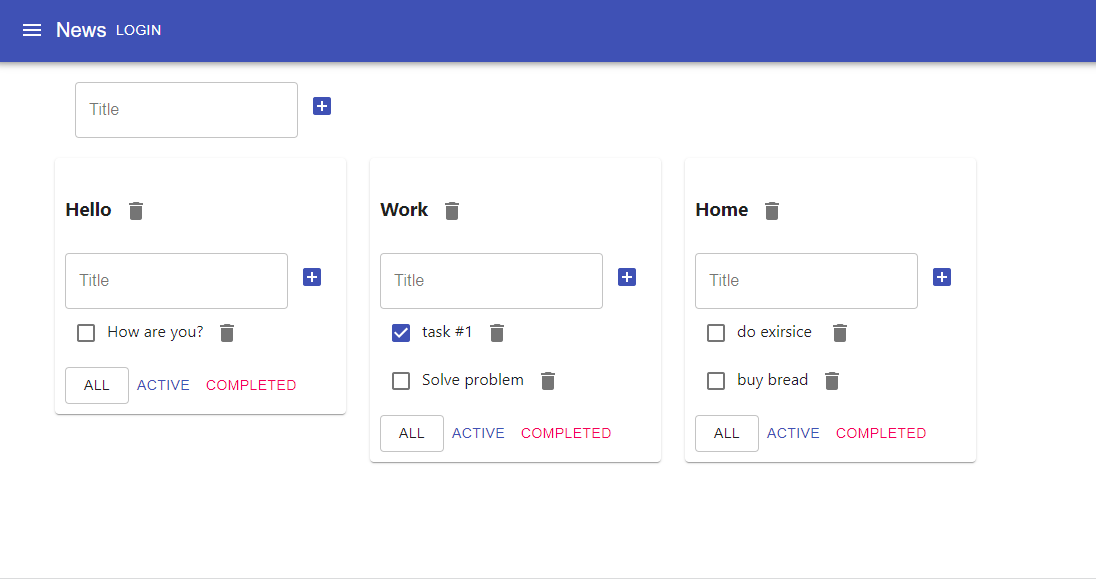 News LOGIN
Title
Hello
Title
How are you?
ALL ACTIVE COMPLETED
Work
Title
task #1
Solve problem
ALL ACTIVE COMPLETED
Home
Title
do exirsice
buy bread
ALL ACTIVE COMPLETED